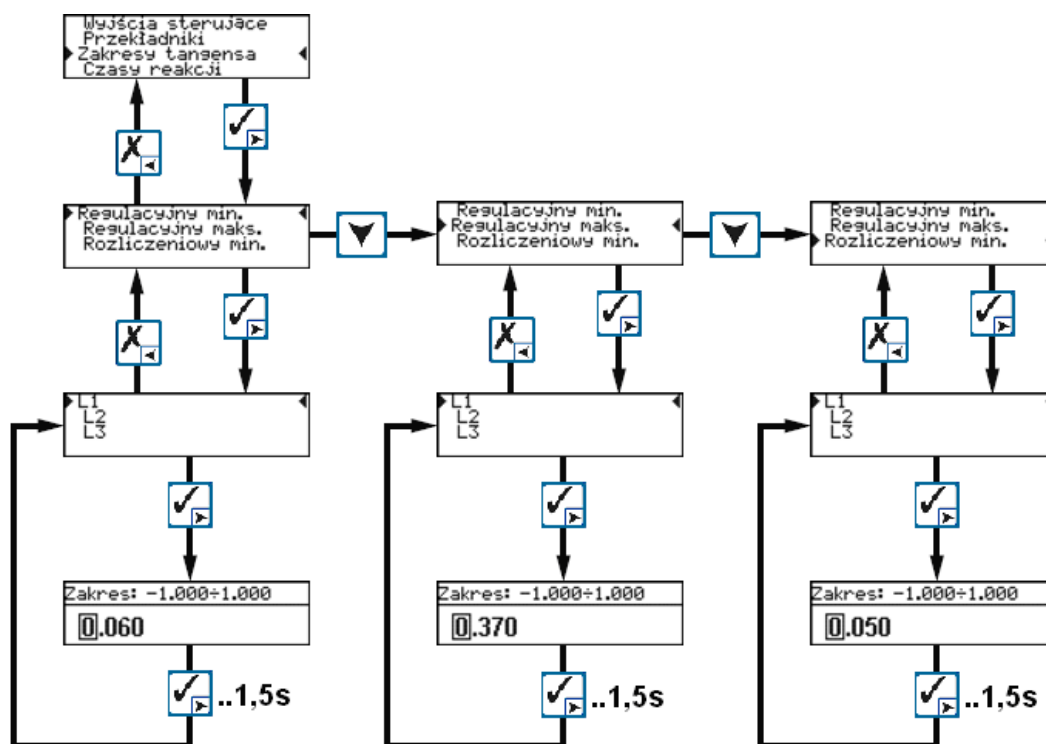 Wyjścia sterujące
Przekładniki
Zakresy tangensa
Czasy reakcji
Regulacyjny min.
Regulacyjny maks.
Rozliczeniowy min.
Regulacyjny min.
Regulacyjny maks.
Rozliczeniowy min.
Regulacyjny min.
Regulacyjny maks.
Rozliczeniowy min.
L1
L2
L3
L1
L2
L3
L1
L2
L3
Zakres: -1.000÷1.000
0.060
Zakres: -1.000÷1.000
0.370
Zakres: -1.000÷1.000
0.050
..1,5s
..1,5s
..1,5s